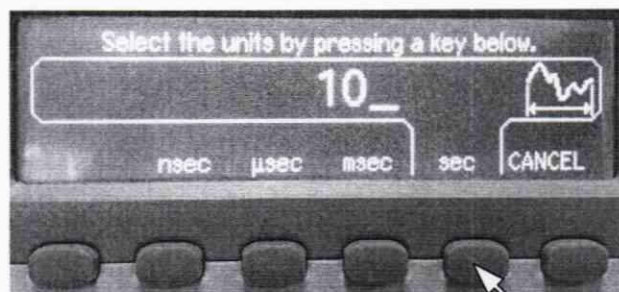 Select the units by pressing a key below.
10_
nsec µsec msec sec CANCEL